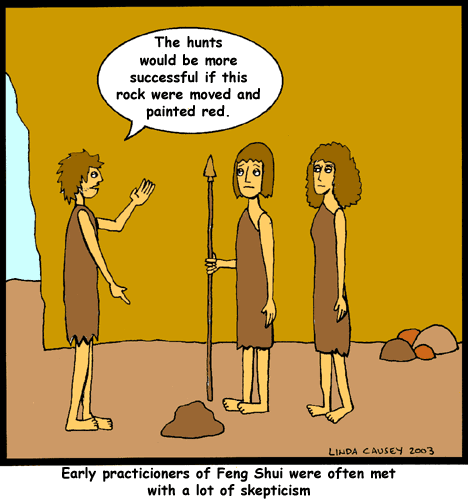 The hunts
would be more
successful if this
rock were moved and
painted red.
LINDA CAUSEY 2003
Early practicioners of Feng Shui were often met
with a lot of skepticism